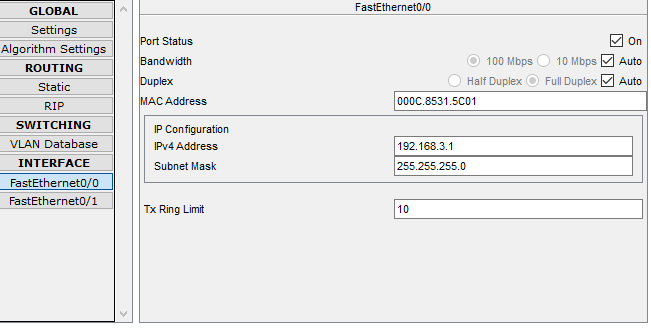 GLOBAL
Settings
Algorithm Settings
ROUTING
Static
RIP
SWITCHING
VLAN Database
INTERFACE
FastEthernet0/0
FastEthernet0/1
FastEthernet0/0
Port Status On
Bandwidth 100 Mbps 10 Mbps Auto
Duplex Half Duplex Full Duplex Auto
MAC Address 000C.8531.5C01
IP Configuration
IPv4 Address 192.168.3.1
Subnet Mask 255.255.255.0
Tx Ring Limit 10